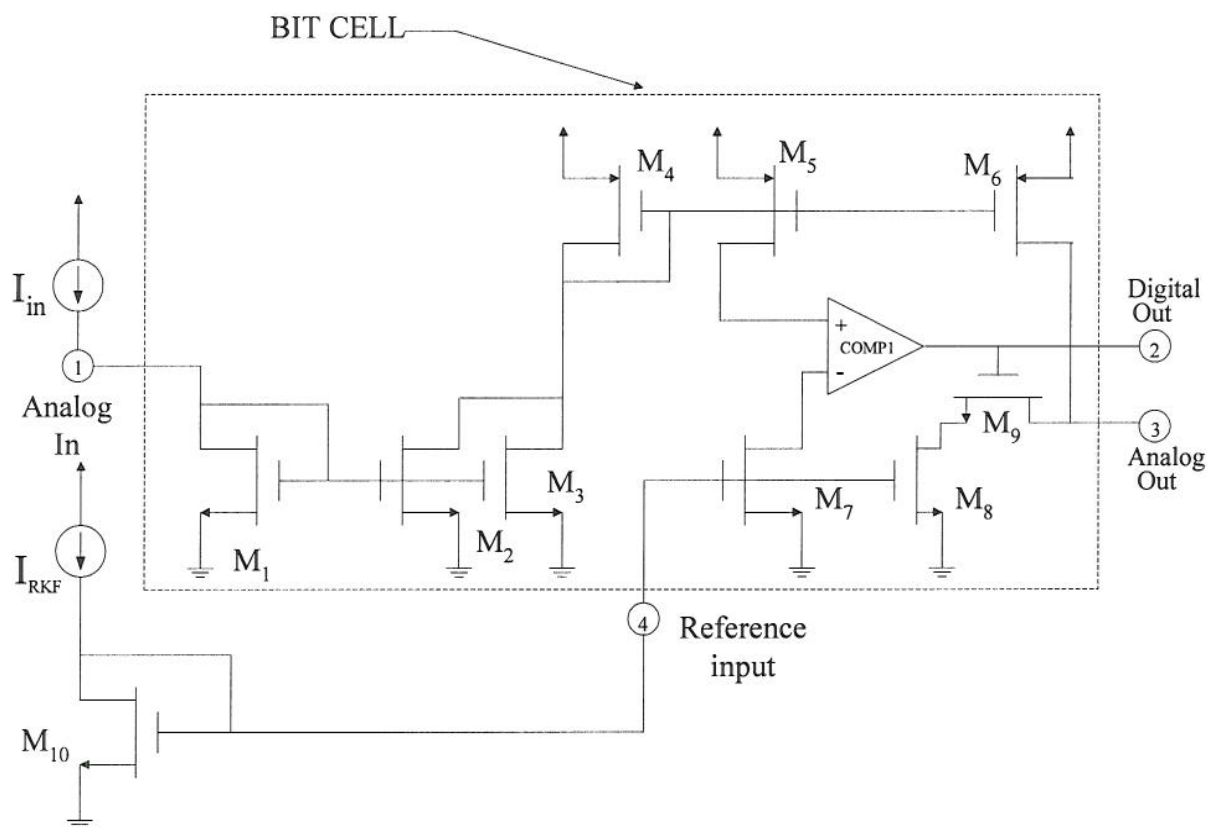 BIT CELL
M4
M5
M6
Iin
Digital
Out
+
COMP1
-
2
1
Analog
In
M9
3
Analog
Out
M3
M7
M8
M2
M1
IRKF
4
Reference
input
M10